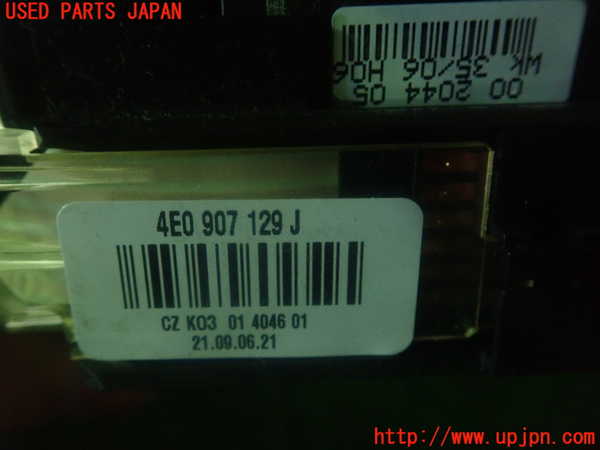 USED PARTS JAPAN
00 2044 05
WK 35/06 H06
4E0 907 129 J
CZ K03 01 4046 01
21.09.06.21
http://www.upjpn.com/